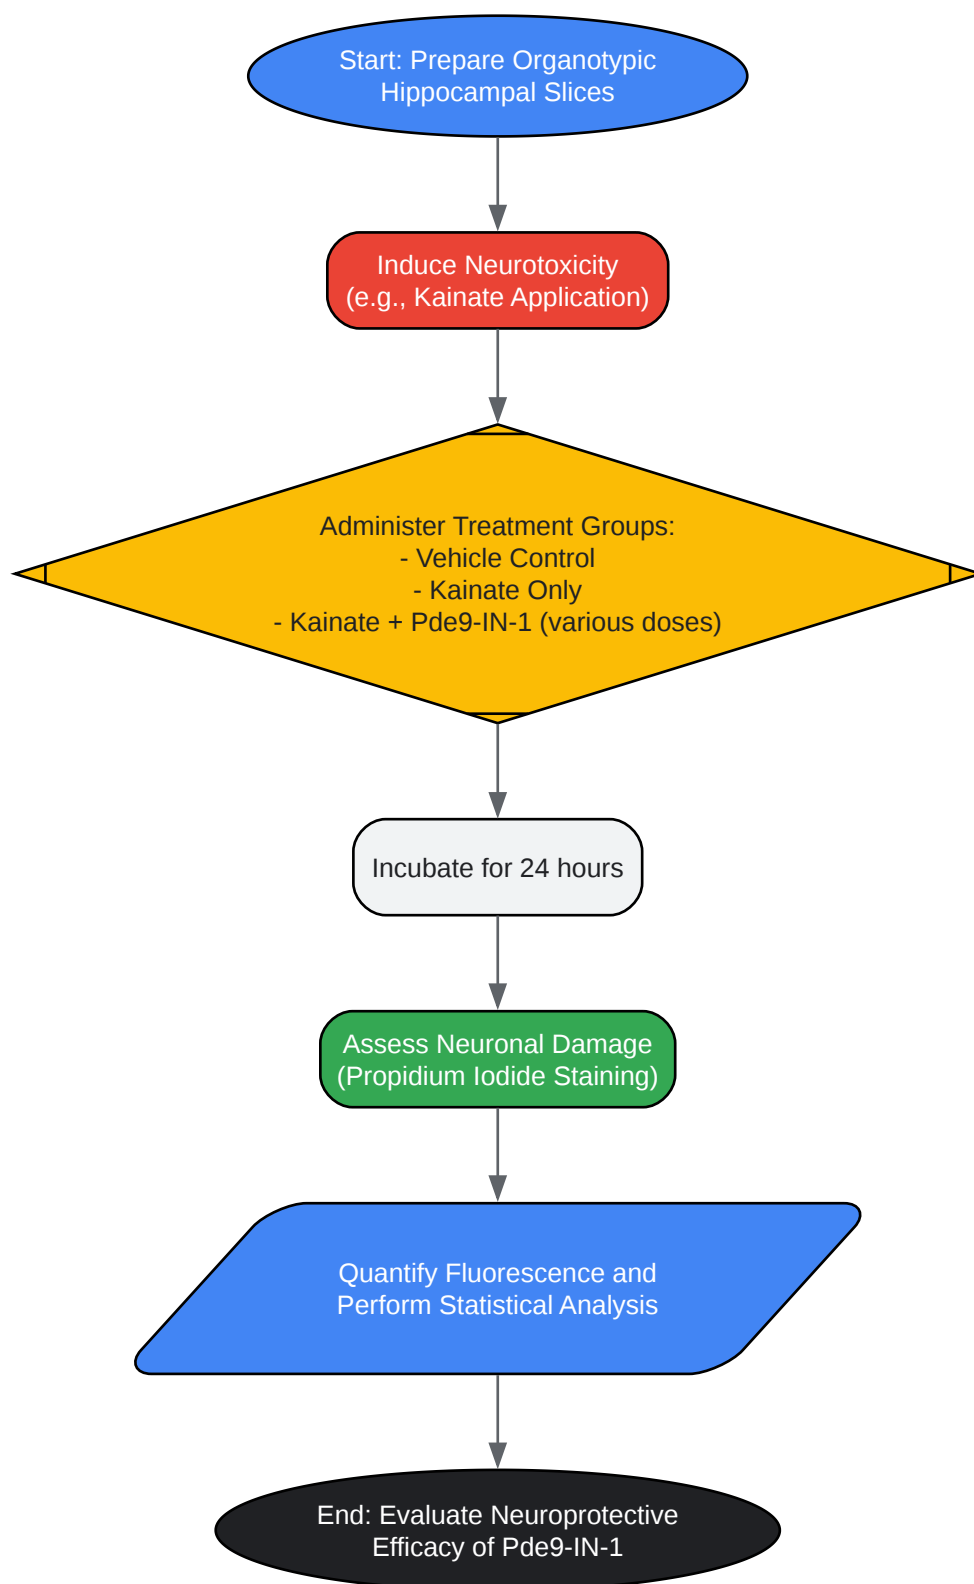 Start: Prepare Organotypic
Hippocampal Slices
Induce Neurotoxicity
(e.g., Kainate Application)
Administer Treatment Groups:
- Vehicle Control
- Kainate Only
- Kainate + Pde9-IN-1 (various doses)
Incubate for 24 hours
Assess Neuronal Damage
(Propidium Iodide Staining)
Quantify Fluorescence and
Perform Statistical Analysis
End: Evaluate Neuroprotective
Efficacy of Pde9-IN-1